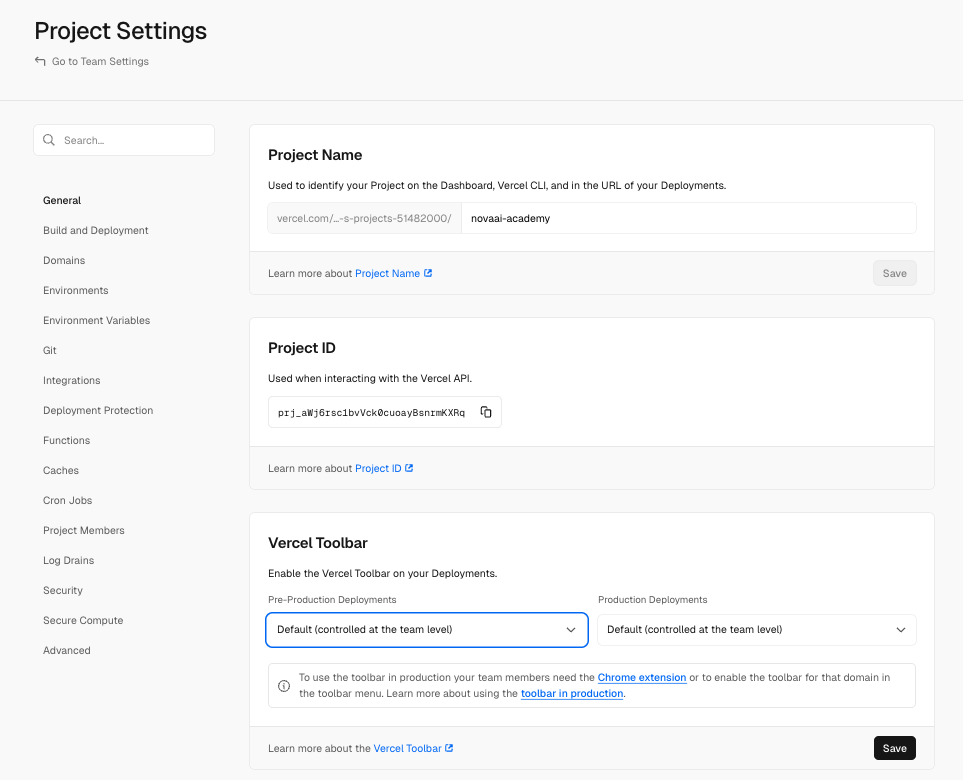 Project Settings
Go to Team Settings
Search...
General
Build and Deployment
Domains
Environments
Environment Variables
Git
Integrations
Deployment Protection
Functions
Caches
Cron Jobs
Project Members
Log Drains
Security
Secure Compute
Advanced
Project Name
Used to identify your Project on the Dashboard, Vercel CLI, and in the URL of your Deployments.
vercel.com/...-s-projects-51482000/ novaai-academy
Learn more about Project Name
Save
Project ID
Used when interacting with the Vercel API.
prj_aWj6rsc1bvVck0cuoayBsnrmKXRq
Learn more about Project ID
Vercel Toolbar
Enable the Vercel Toolbar on your Deployments.
Pre-Production Deployments
Default (controlled at the team level)
Production Deployments
Default (controlled at the team level)
To use the toolbar in production your team members need the Chrome extension or to enable the toolbar for that domain in
the toolbar menu. Learn more about using the toolbar in production.
Learn more about the Vercel Toolbar
Save